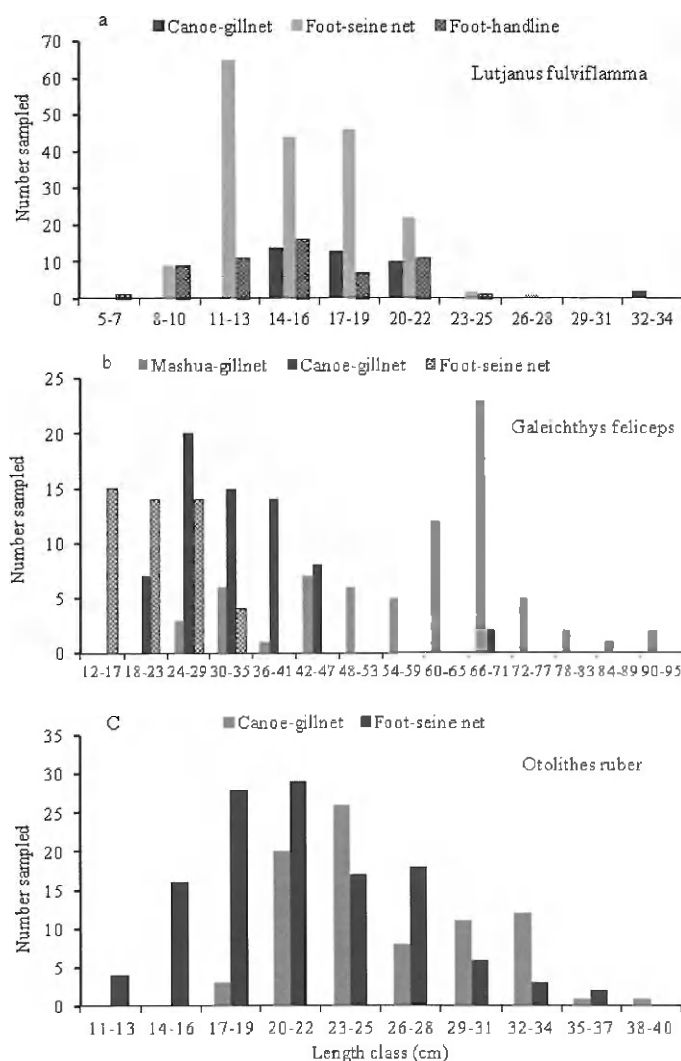 a
Canoe-gillnet Foot-seine net Foot-handline
Lutjanus fulviflamma
Number sampled
70
60
50
40
30
20
10
0
5-7 8-10 11-13 14-16 17-19 20-22 23-25 26-28 29-31 32-34
b
Mashua-gillnet Canoe-gillnet Foot-seine net
Galeichthys feliceps
Number sampled
25
20
15
10
5
0
12-17 18-23 24-29 30-35 36-41 42-47 48-53 54-59 60-65 66-71 72-77 78-83 84-89 90-95
C
Canoe-gillnet Foot-seine net
Otolithes ruber
Number sampled
35
30
25
20
15
10
5
0
11-13 14-16 17-19 20-22 23-25 26-28 29-31 32-34 35-37 38-40
Length class (cm)